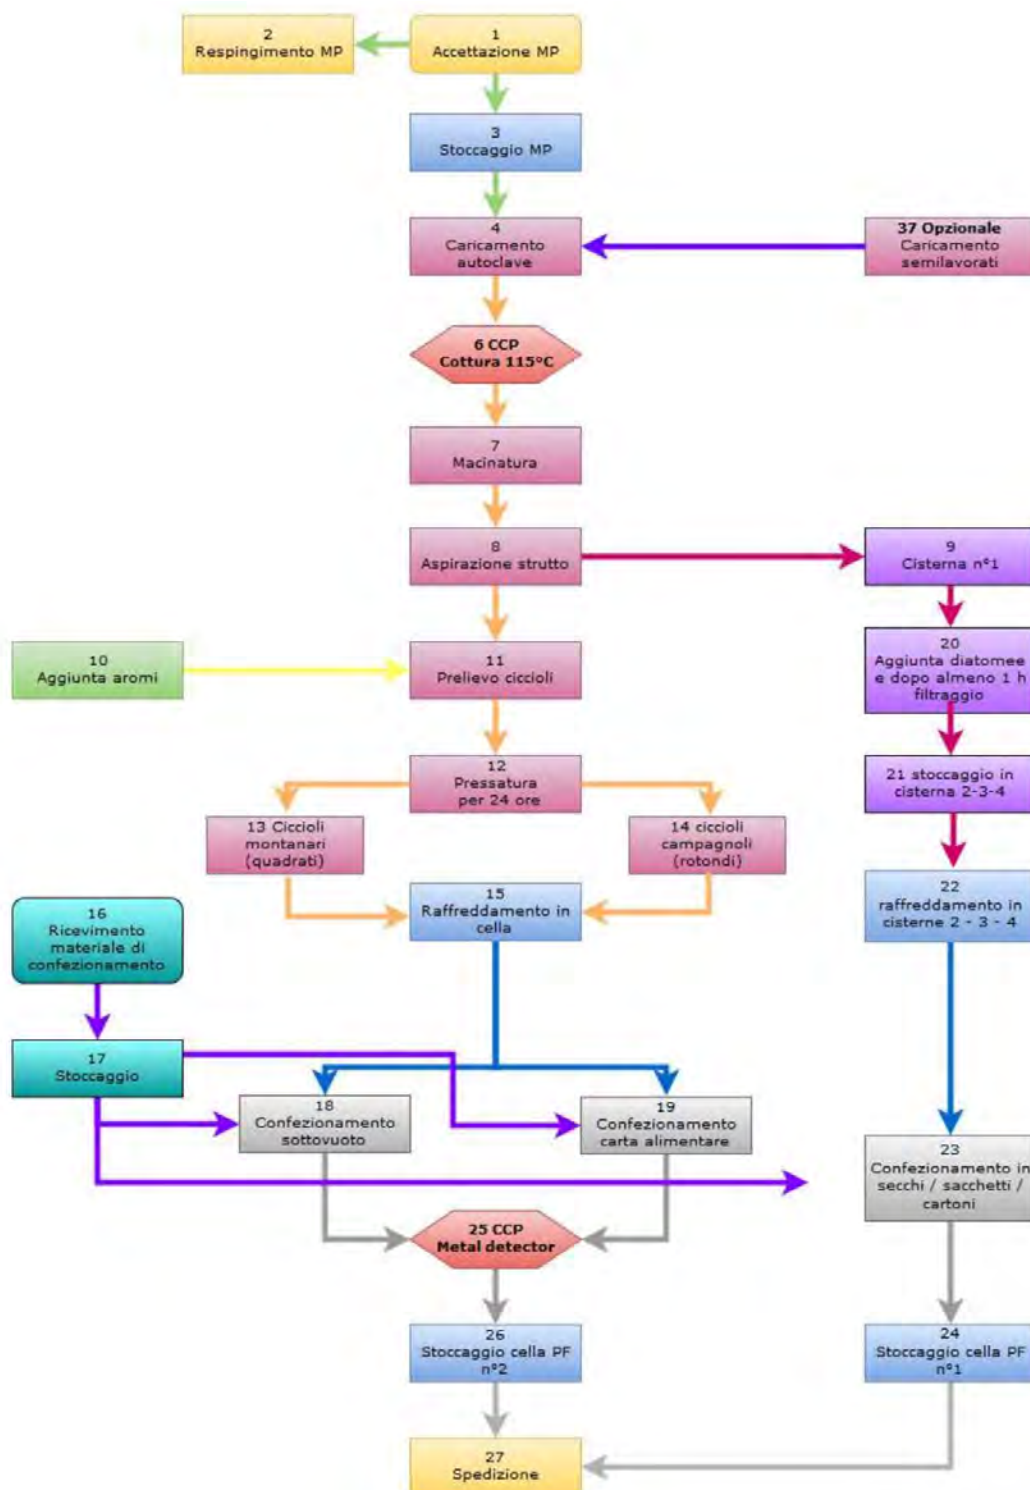 2
Respingimento MP
1
Accettazione MP
3
Stoccaggio MP
4
Caricamento
autoclave
37 Opzionale
Caricamento
semilavorati
6 CCP
Cottura 115°C
7
Macinatura
8
Aspirazione strutto
9
Cisterna n°1
10
Aggiunta aromi
11
Prelievo ciccioli
20
Aggiunta diatomee
e dopo almeno 1 h
filtraggio
12
Pressatura
per 24 ore
21 stoccaggio in
cisterna 2-3-4
13 Ciccioli
montanari
(quadrati)
14 ciccioli
campagnoli
(rotondi)
15
Raffreddamento in
cella
22
raffreddamento in
cisterne 2 - 3 - 4
16
Ricevimento
materiale di
confezionamento
17
Stoccaggio
18
Confezionamento
sottovuoto
19
Confezionamento
carta alimentare
23
Confezionamento in
secchi / sacchetti /
cartoni
25 CCP
Metal detector
26
Stoccaggio cella PF
n°2
24
Stoccaggio cella PF
n°1
27
Spedizione